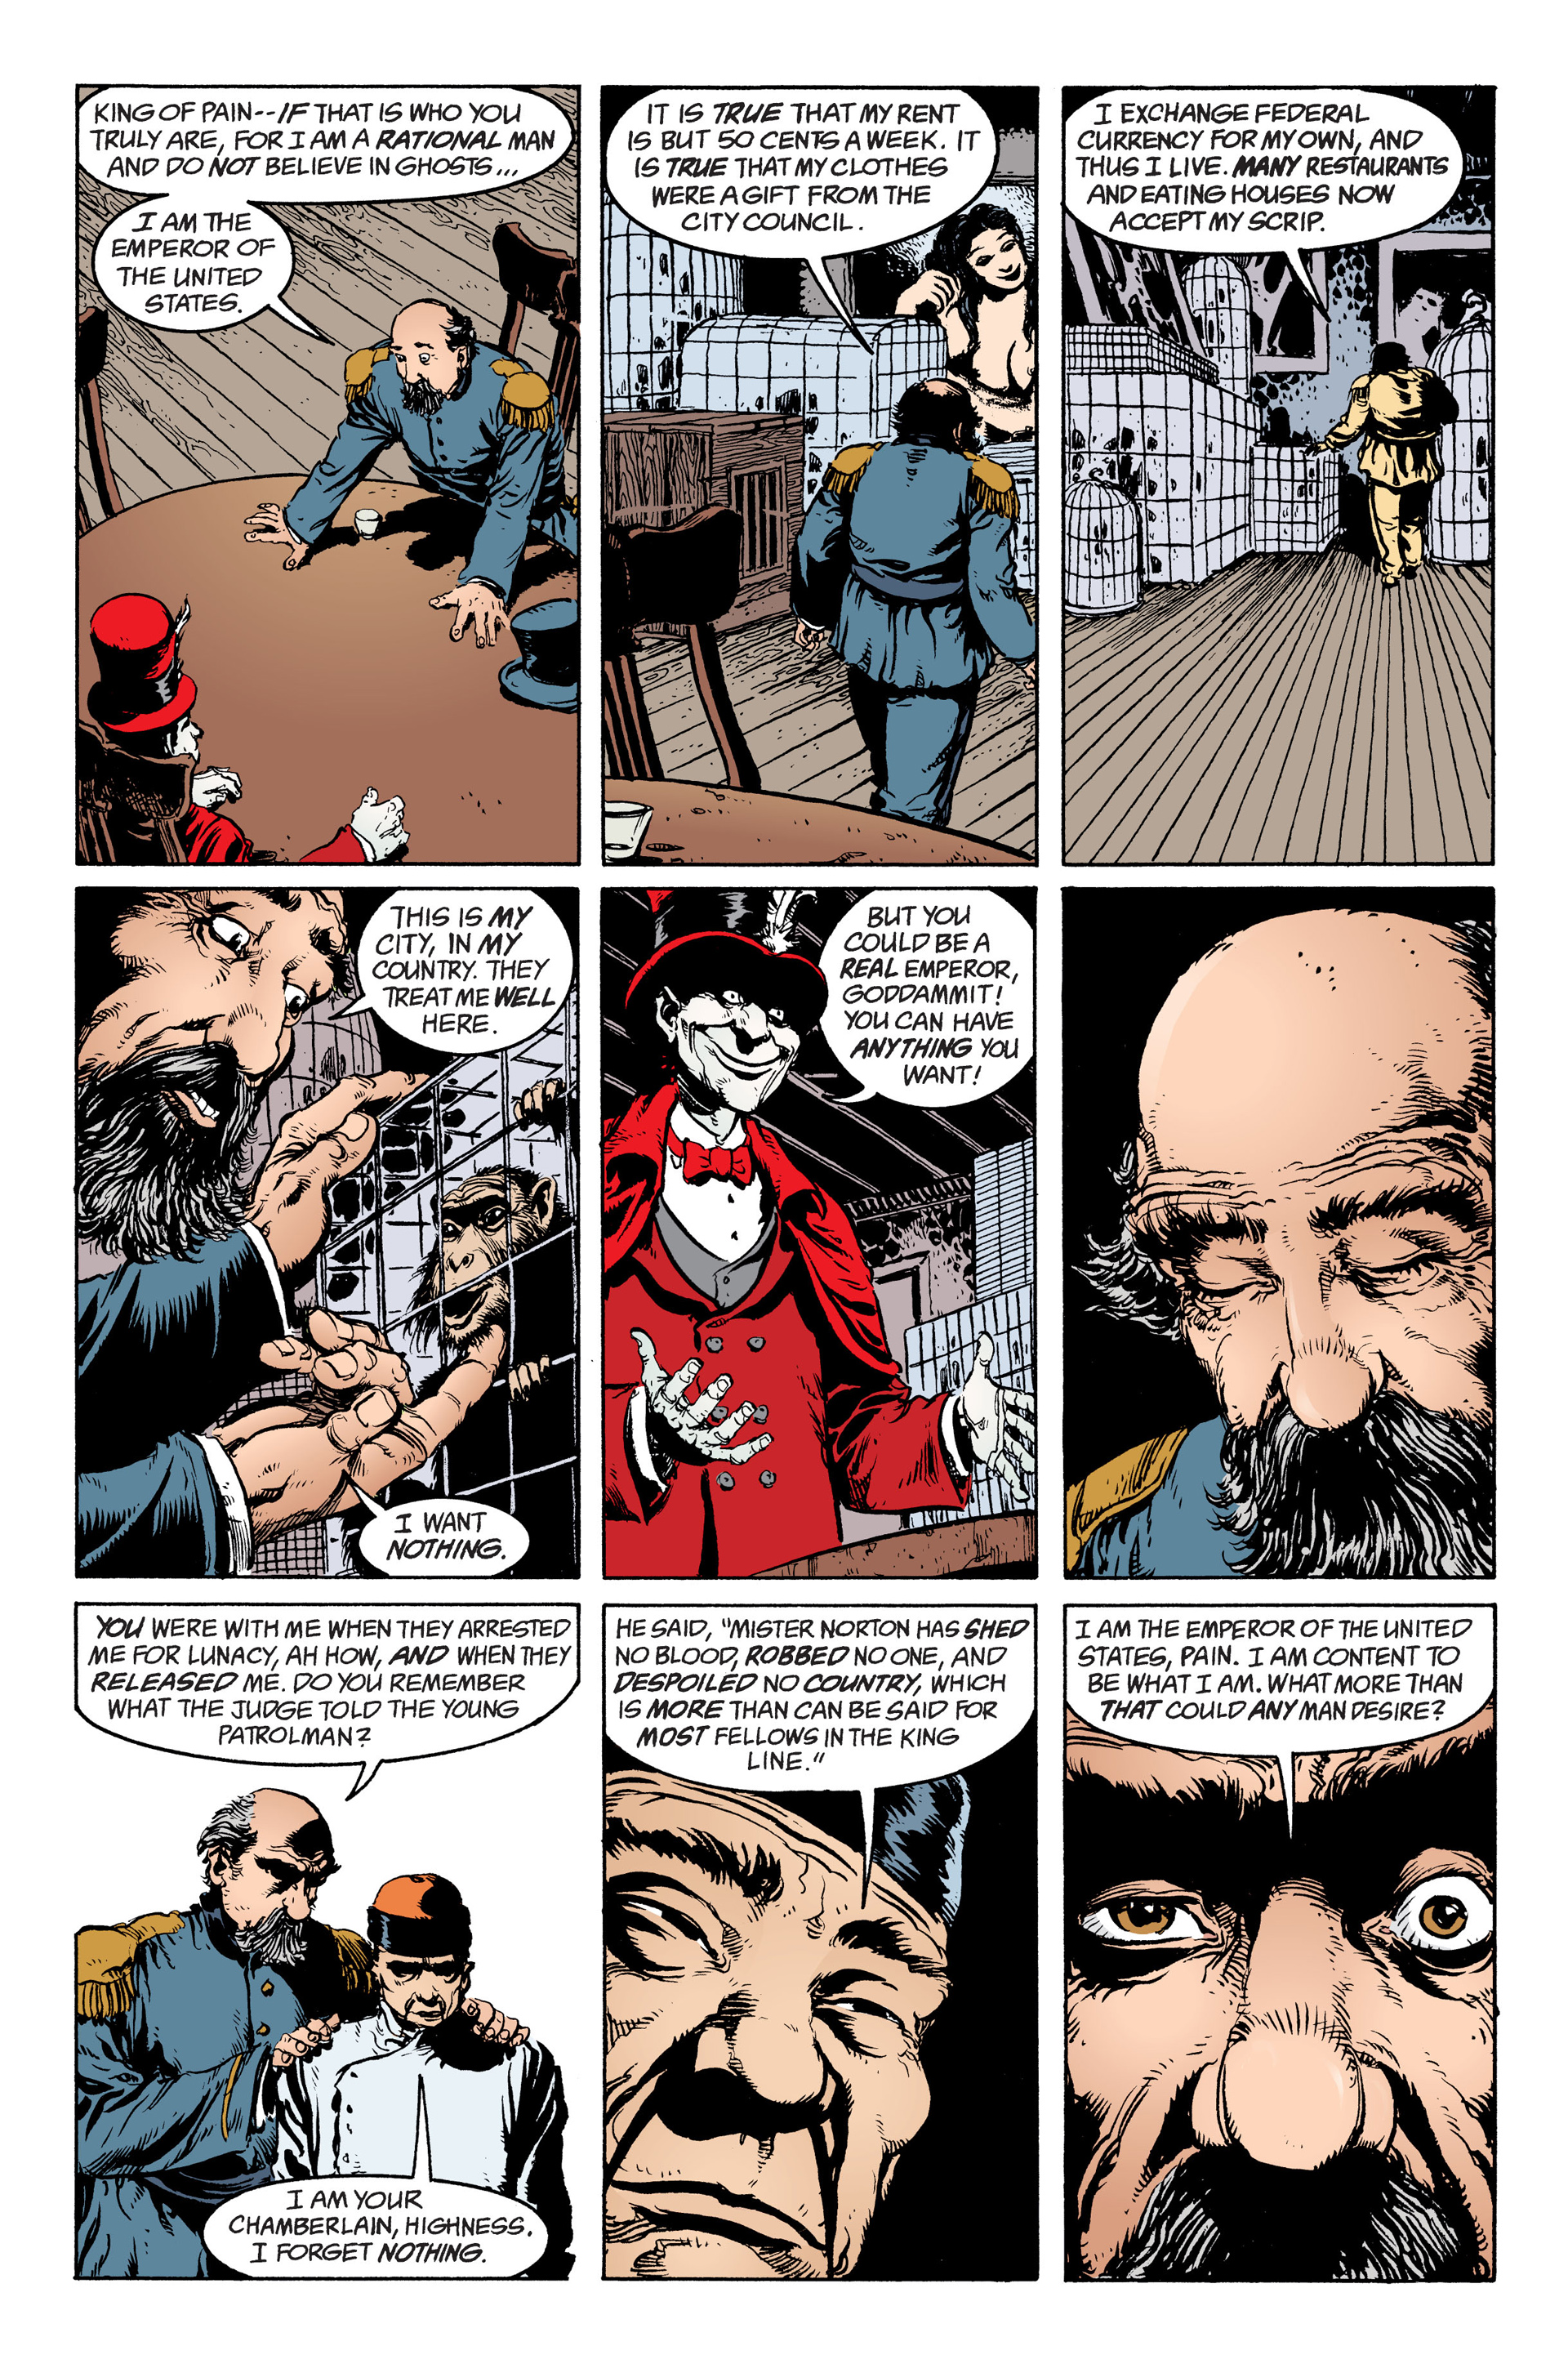 KING OF PAIN--IF THAT IS WHO YOU
TRULY ARE, FOR I AM A RATIONAL MAN
AND DO NOT BELIEVE IN GHOSTS...
I AM THE
EMPEROR OF
THE UNITED
STATES.
IT IS TRUE THAT MY RENT
IS BUT 50 CENTS A WEEK. IT
IS TRUE THAT MY CLOTHES
WERE A GIFT FROM THE
CITY COUNCIL.
I EXCHANGE FEDERAL
CURRENCY FOR MY OWN, AND
THUS I LIVE. MANY RESTAURANTS
AND EATING HOUSES NOW
ACCEPT MY SCRIP.
THIS IS MY
CITY, IN MY
COUNTRY. THEY
TREAT ME WELL
HERE.
I WANT
NOTHING.
BUT YOU
COULD BE A
REAL EMPEROR,
GODDAMMIT!
YOU CAN HAVE
ANYTHING YOU
WANT!
YOU WERE WITH ME WHEN THEY ARRESTED
ME FOR LUNACY, AH HOW, AND WHEN THEY
RELEASED ME. DO YOU REMEMBER
WHAT THE JUDGE TOLD THE YOUNG
PATROLMAN?
I AM YOUR
CHAMBERLAIN, HIGHNESS.
I FORGET NOTHING.
HE SAID, "MISTER NORTON HAS SHED
NO BLOOD, ROBBED NO ONE, AND
DESPOILED NO COUNTRY, WHICH
IS MORE THAN CAN BE SAID FOR
MOST FELLOWS IN THE KING
LINE."
I AM THE EMPEROR OF THE UNITED
STATES, PAIN. I AM CONTENT TO
BE WHAT I AM. WHAT MORE THAN
THAT COULD ANY MAN DESIRE?